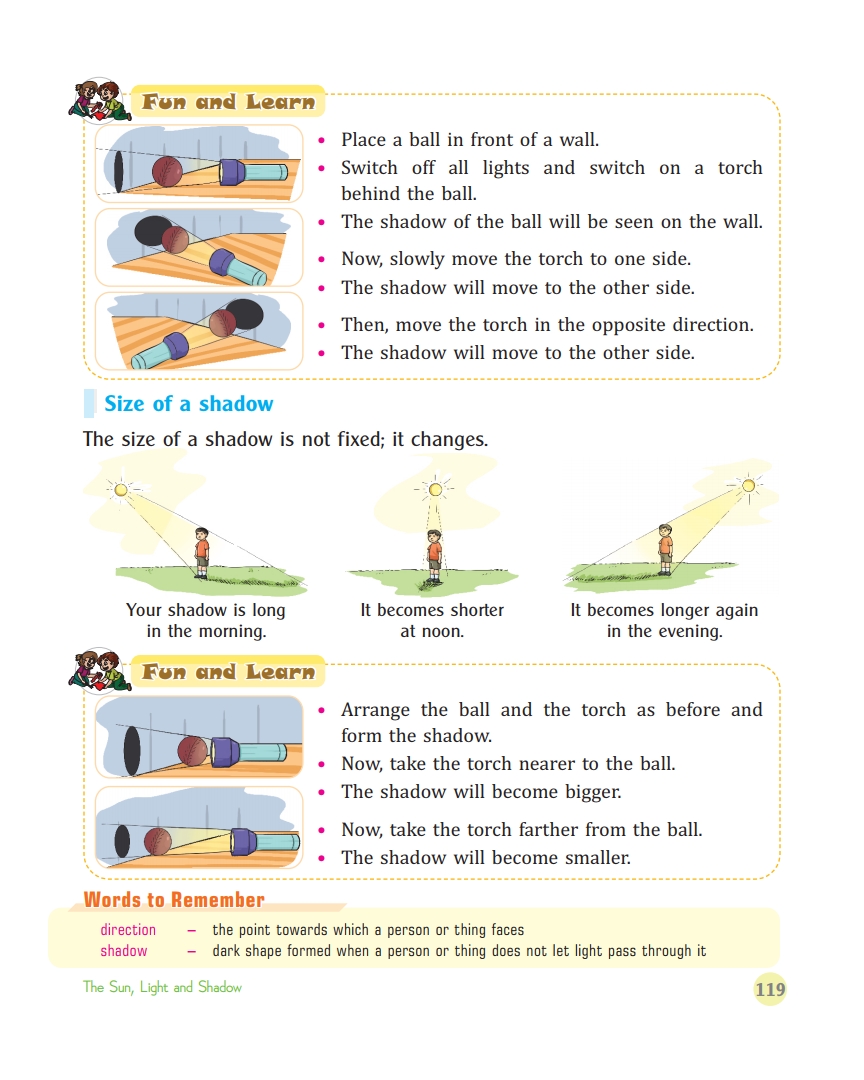 Fun and Learn
• Place a ball in front of a wall.
• Switch off all lights and switch on a torch
behind the ball.
• The shadow of the ball will be seen on the wall.
• Now, slowly move the torch to one side.
• The shadow will move to the other side.
• Then, move the torch in the opposite direction.
• The shadow will move to the other side.
Size of a shadow
The size of a shadow is not fixed; it changes.
Your shadow is long
in the morning.
It becomes shorter
at noon.
It becomes longer again
in the evening.
Fun and Learn
• Arrange the ball and the torch as before and
form the shadow.
• Now, take the torch nearer to the ball.
• The shadow will become bigger.
• Now, take the torch farther from the ball.
• The shadow will become smaller.
Words to Remember
direction – the point towards which a person or thing faces
shadow – dark shape formed when a person or thing does not let light pass through it
The Sun, Light and Shadow
119